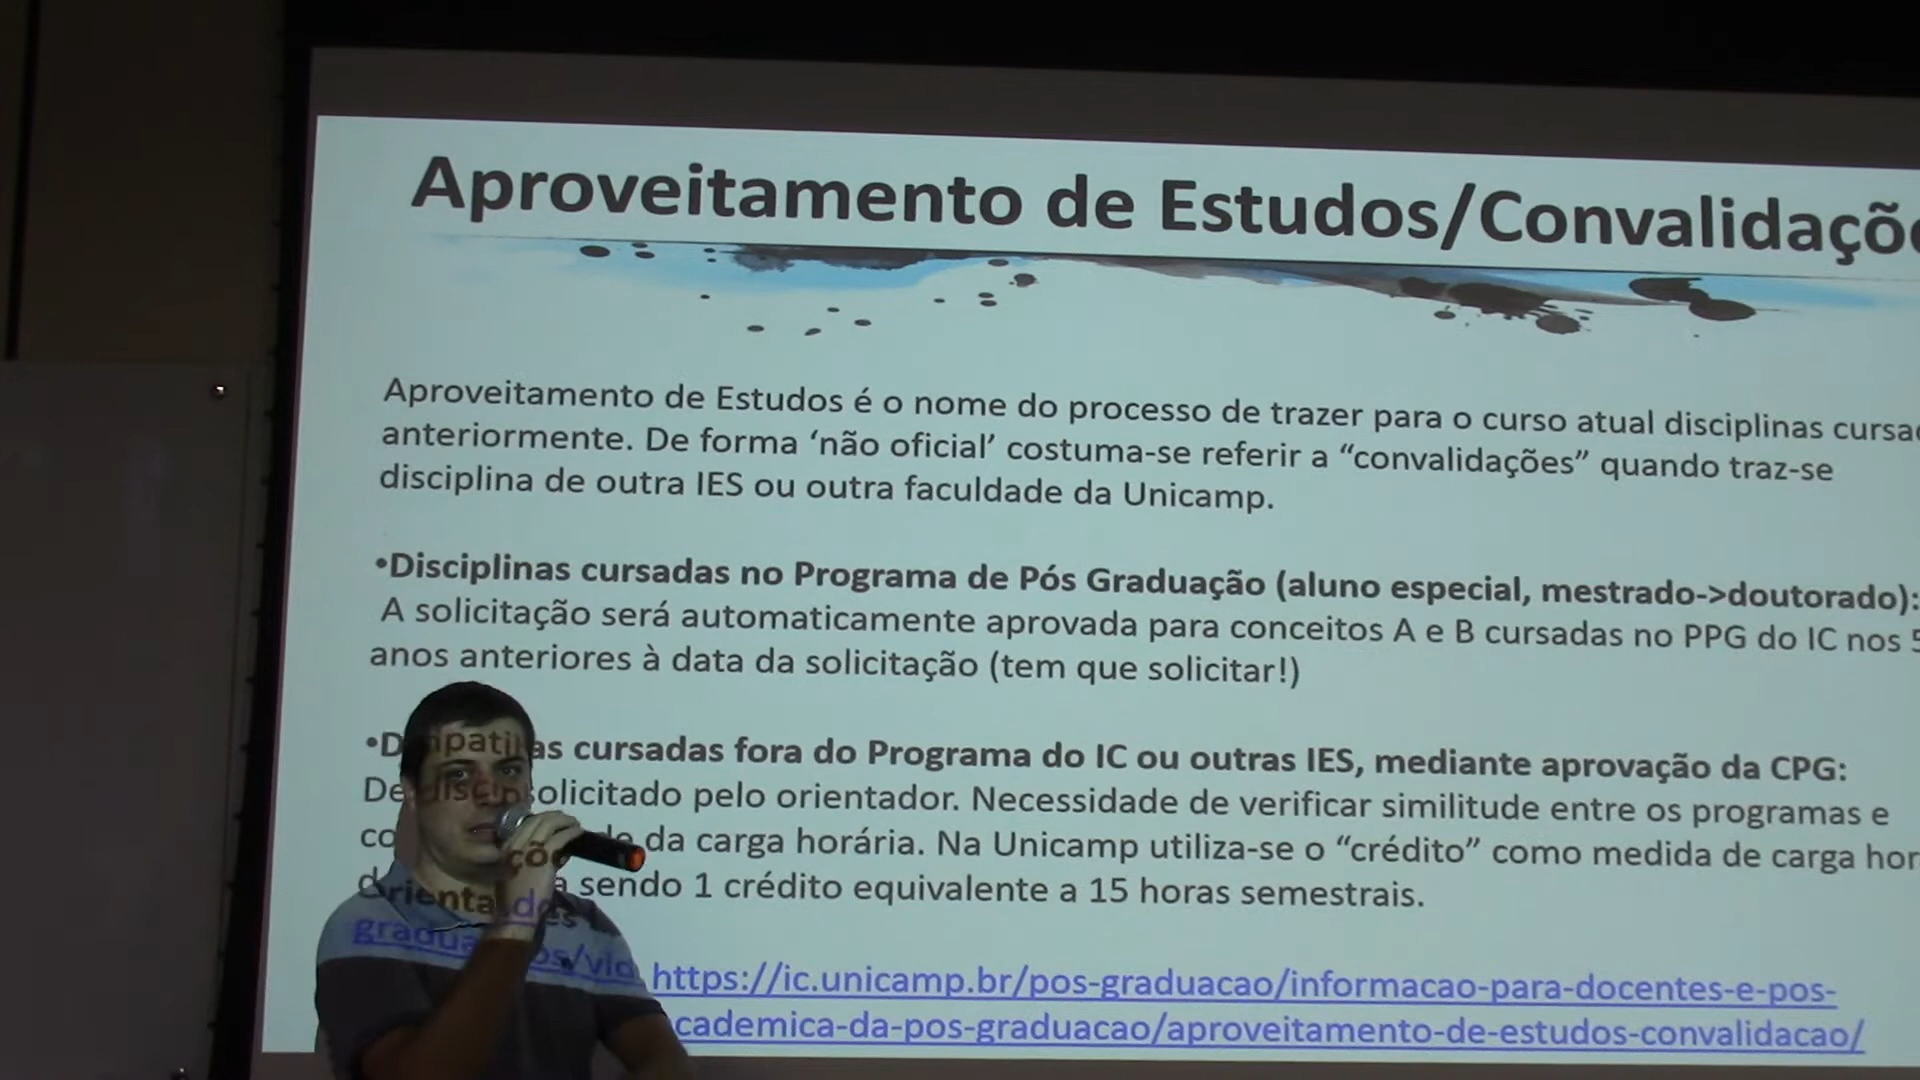 Aproveitamento de Estudos/Convalidaçõe
Aproveitamento de Estudos é o nome do processo de trazer para o curso atual disciplinas cursa
anteriormente. De forma ‘não oficial’ costuma-se referir a “convalidações” quando traz-se
disciplina de outra IES ou outra faculdade da Unicamp.
•Disciplinas cursadas no Programa de Pós Graduação (aluno especial, mestrado->doutorado):
A solicitação será automaticamente aprovada para conceitos A e B cursadas no PPG do IC nos 5
anos anteriores à data da solicitação (tem que solicitar!)
as cursadas fora do Programa do IC ou outras IES, mediante aprovação da CPG:
olicitado pelo orientador. Necessidade de verificar similitude entre os programas e
da carga horária. Na Unicamp utiliza-se o “crédito” como medida de carga hor
sendo 1 crédito equivalente a 15 horas semestrais.
https://ic.unicamp.br/pos-graduacao/informacao-para-docentes-e-pos-
cademica-da-pos-graduacao/aproveitamento-de-estudos-convalidacao/